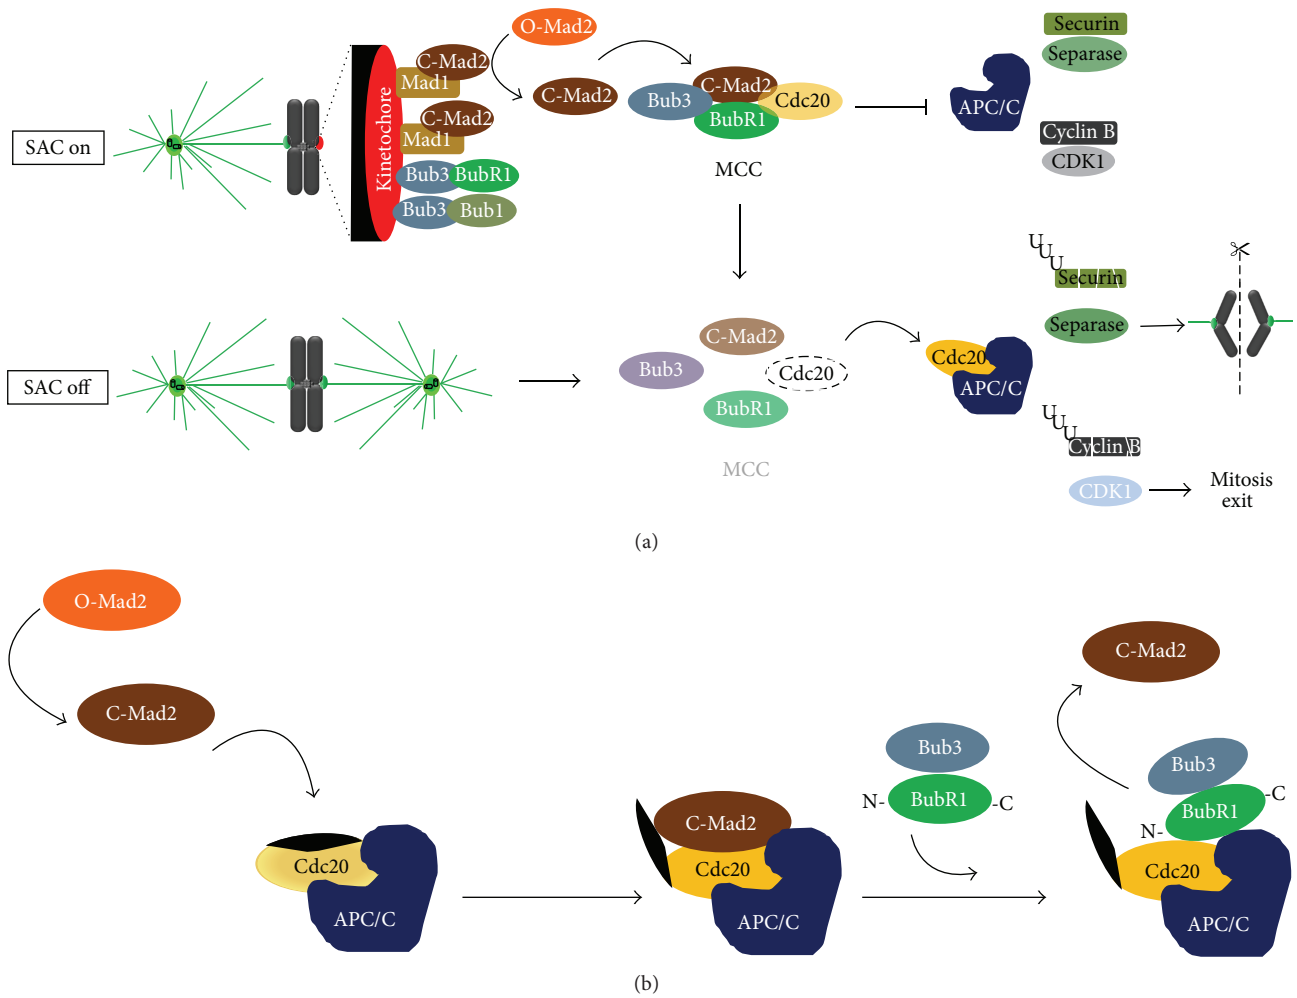 SAC on
Kinetochore
C-Mad2
Mad1
C-Mad2
Mad1
Bub3
BubR1
Bub3
Bub1
O-Mad2
C-Mad2
C-Mad2
Bub3
Cdc20
BubR1
MCC
APC/C
Securin
Separase
Cyclin B
CDK1
SAC off
C-Mad2
Bub3
Cdc20
BubR1
MCC
Cdc20
APC/C
U
U
U
Securin
Separase
U
U
U
Cyclin B
CDK1
Mitosis
exit
(a)
O-Mad2
C-Mad2
Cdc20
APC/C
C-Mad2
Cdc20
APC/C
Bub3
N-
BubR1
-C
C-Mad2
Bub3
BubR1
-C
N-
Cdc20
APC/C
(b)